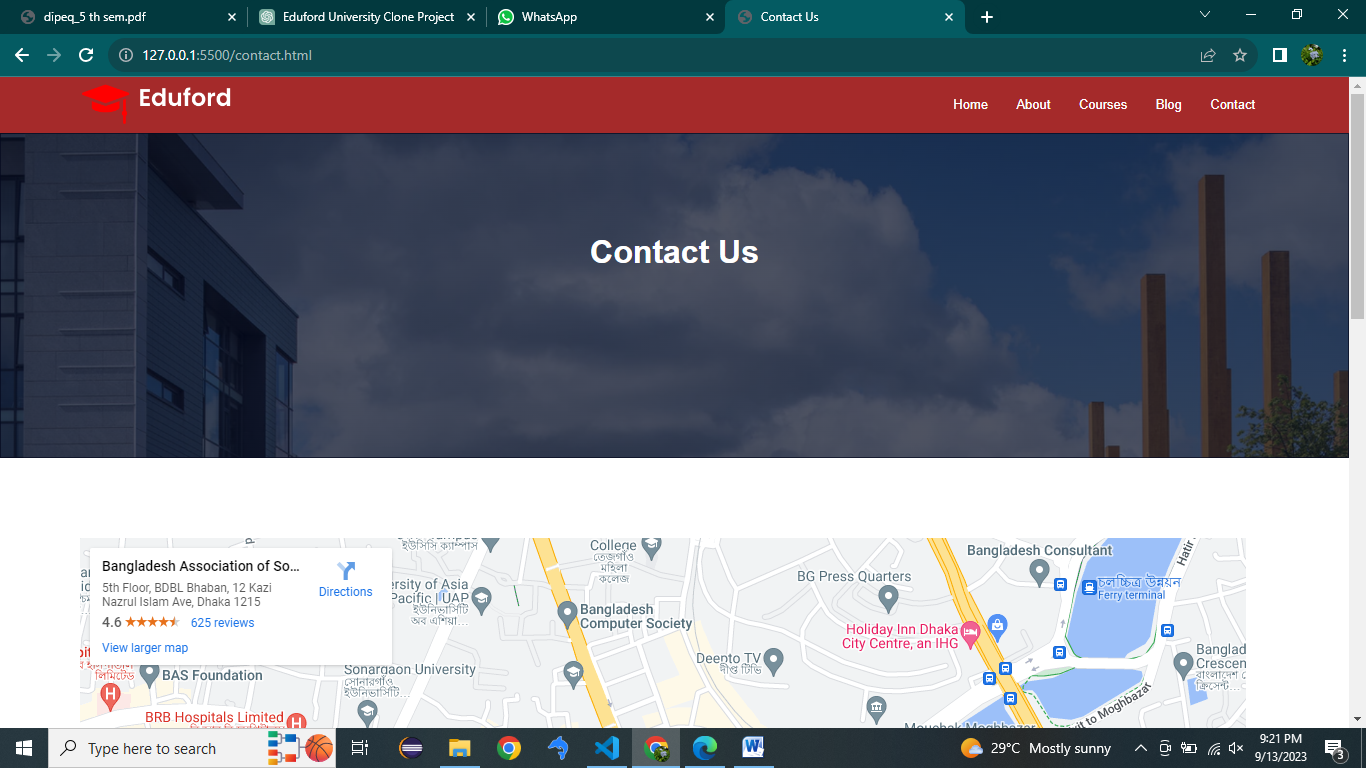 dipeq_5 th sem.pdf
Eduford University Clone Project
WhatsApp
Contact Us
127.0.0.1:5500/contact.html
Eduford
Home
About
Courses
Blog
Contact
Contact Us
Bangladesh Association of So...
5th Floor, BDBL Bhaban, 12 Kazi
Nazrul Islam Ave, Dhaka 1215
4.6
625 reviews
View larger map
Directions
ইউসিসি ক্যাম্পাস
College
তেজগাঁও
মহিলা
কলেজ
rsity of Asia
Pacific | UAP
ইউনিভার্সিটি
অব এশিয়া...
Bangladesh
Computer Society
BG Press Quarters
Bangladesh Consultant
Hatir
চলচ্চিত্র উন্নয়ন
Ferry terminal
Holiday Inn Dhaka
City Centre, an IHG
Deepto TV
দীপ্ত টিভি
Sonargaon University
সোনারগাঁও
ইউনিভার্সিটি...
লিমিটেড
BAS Foundation
BRB Hospitals Limited
Banglad
Crescen
বাংলাদেশ
ক্রিসেন্ট...
it to Moghbazar
Mouchak Moghbazar
Type here to search
29°C Mostly sunny
9:21 PM
9/13/2023
3